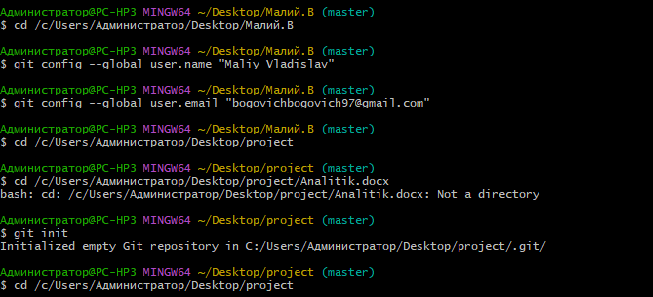 Администратор@PC-HP3 MINGW64 ~/Desktop/Малий.В (master)
$ cd /c/Users/Администратор/Desktop/Малий.В
Администратор@PC-HP3 MINGW64 ~/Desktop/Малий.В (master)
$ git config --global user.name "Maliy Vladislav"
Администратор@PC-HP3 MINGW64 ~/Desktop/Малий.В (master)
$ git config --global user.email "bogovichbogovich97@gmail.com"
Администратор@PC-HP3 MINGW64 ~/Desktop/Малий.В (master)
$ cd /c/Users/Администратор/Desktop/project
Администратор@PC-HP3 MINGW64 ~/Desktop/project (master)
$ cd /c/Users/Администратор/Desktop/project/Analitik.docx
bash: cd: /c/Users/Администратор/Desktop/project/Analitik.docx: Not a directory
Администратор@PC-HP3 MINGW64 ~/Desktop/project (master)
$ git init
Initialized empty Git repository in C:/Users/Администратор/Desktop/project/.git/
Администратор@PC-HP3 MINGW64 ~/Desktop/project (master)
$ cd /c/Users/Администратор/Desktop/project